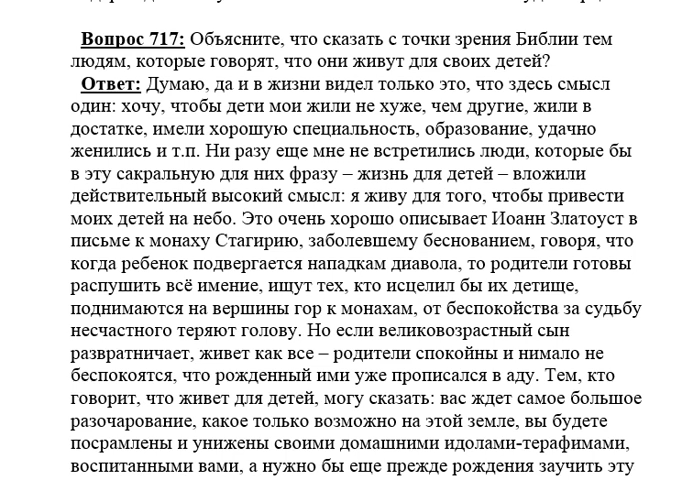 Вопрос 717: Объясните, что сказать с точки зрения Библии тем
людям, которые говорят, что они живут для своих детей?
Ответ: Думаю, да и в жизни видел только это, что здесь смысл
один: хочу, чтобы дети мои жили не хуже, чем другие, жили в
достатке, имели хорошую специальность, образование, удачно
женились и т.п. Ни разу еще мне не встретились люди, которые бы
в эту сакральную для них фразу – жизнь для детей – вложили
действительный высокий смысл: я живу для того, чтобы привести
моих детей на небо. Это очень хорошо описывает Иоанн Златоуст в
письме к монаху Стагирию, заболевшему беснованием, говоря, что
когда ребенок подвергается нападкам диавола, то родители готовы
распушить всё имение, ищут тех, кто исцелил бы их детище,
поднимаются на вершины гор к монахам, от беспокойства за судьбу
несчастного теряют голову. Но если великовозрастный сын
развратничает, живет как все – родители спокойны и нимало не
беспокоятся, что рожденный ими уже прописался в аду. Тем, кто
говорит, что живет для детей, могу сказать: вас ждет самое большое
разочарование, какое только возможно на этой земле, вы будете
посрамлены и унижены своими домашними идолами-терафимами,
воспитанными вами, а нужно бы еще прежде рождения заучить эту